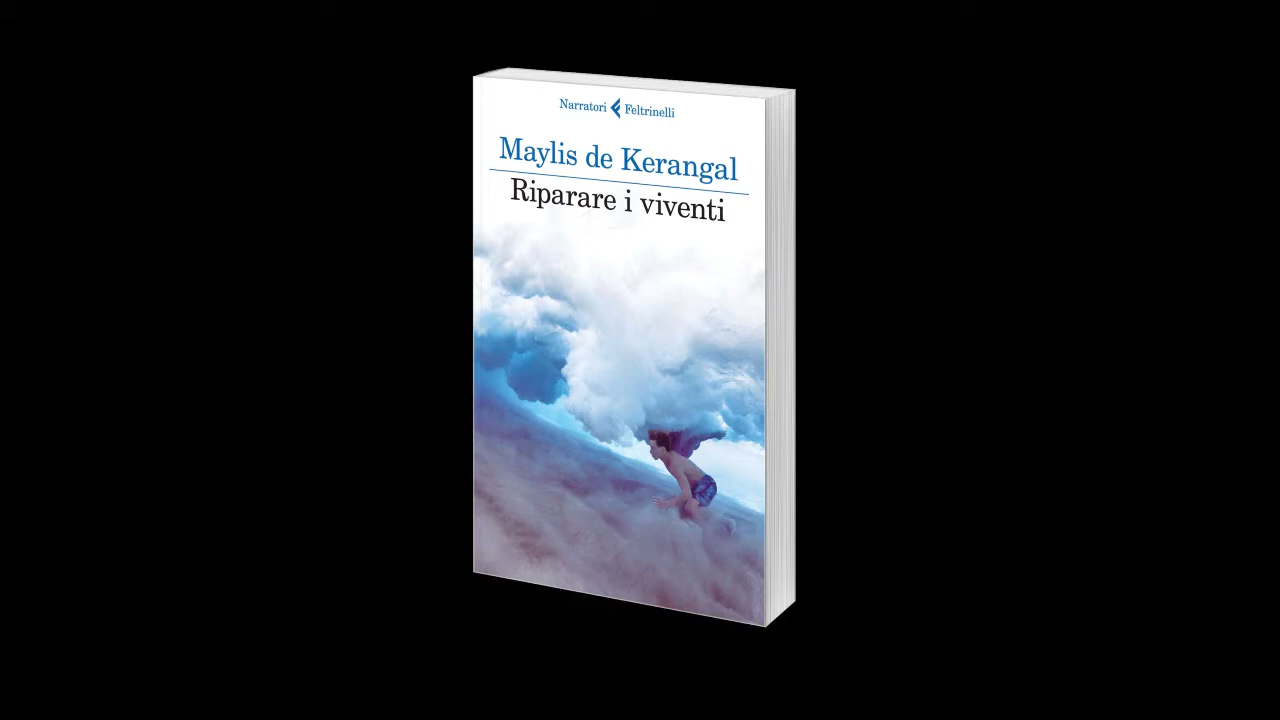 Narratori Feltrinelli
Maylis de Kerangal
Riparare i viventi